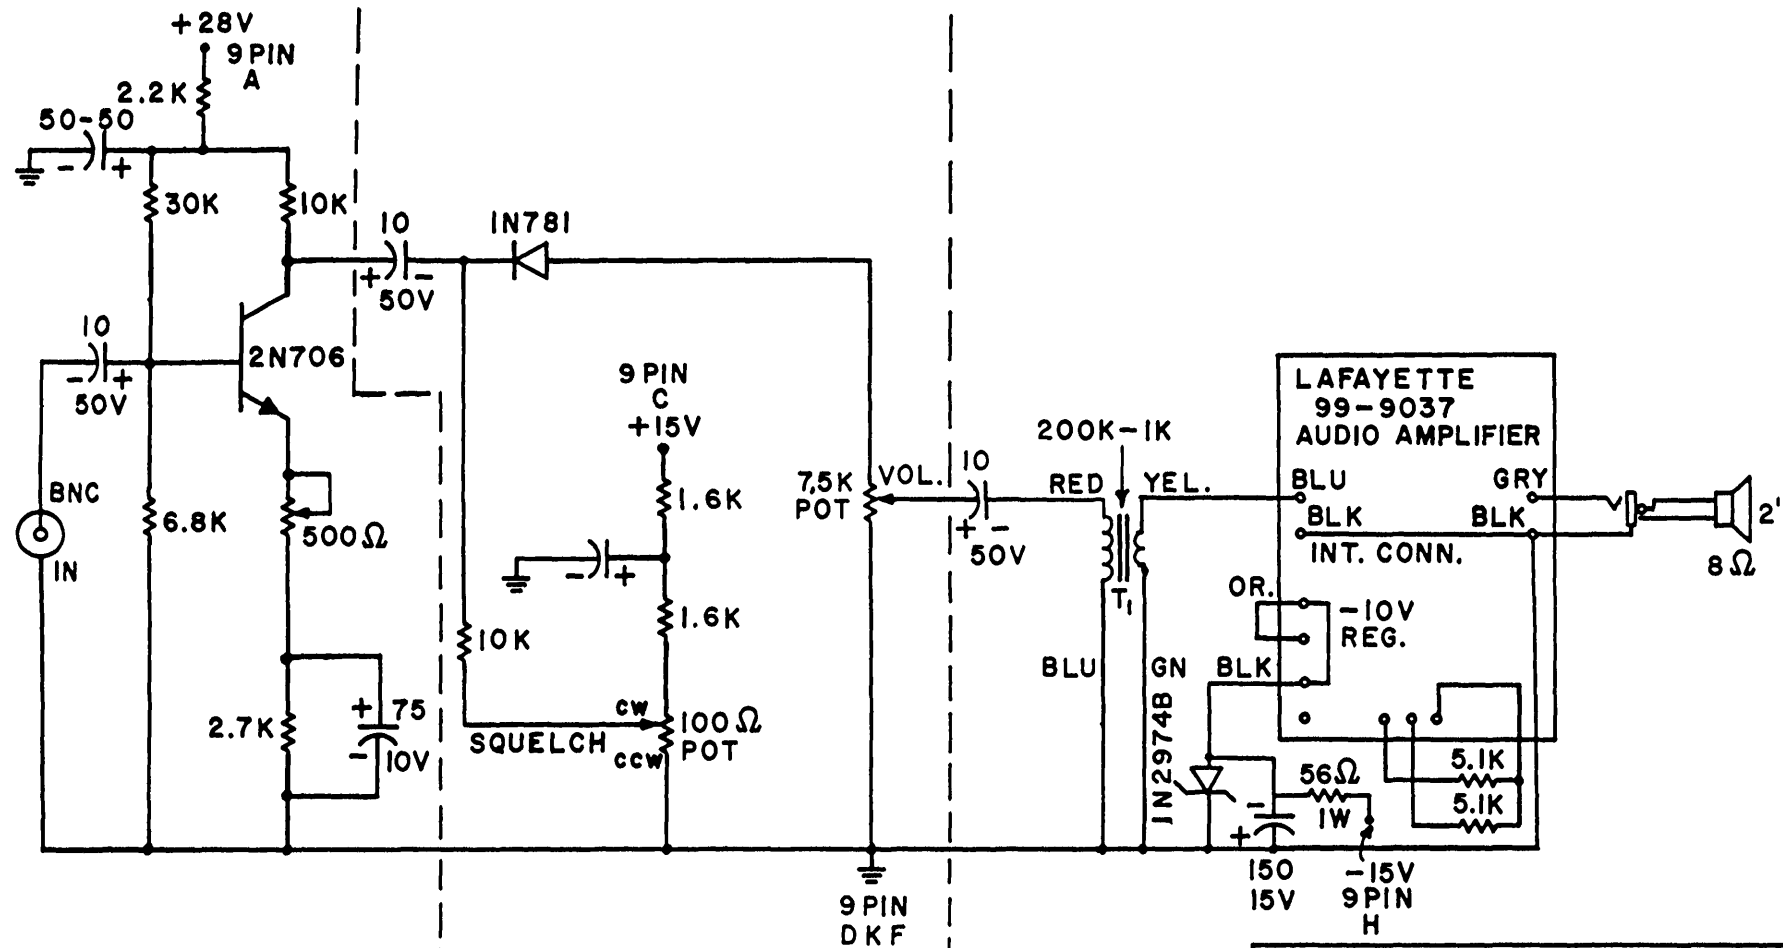 +28V
9 PIN
A
2.2K
50-50
- +
30K
10K
10
+ -
50V
1N781
10
- +
50V
2N706
BNC
IN
6.8K
500Ω
2.7K
+ 75
- 10V
9 PIN
C
+15V
1.6K
- +
1.6K
10K
SQUELCH
CW
CCW
100Ω
POT
7.5K
POT
VOL.
10
+ -
50V
9 PIN
DKF
200K-1K
RED
YEL.
T1
BLU
GN
LAFAYETTE
99-9037
AUDIO AMPLIFIER
BLU
GRY
BLK
BLK
INT. CONN.
OR.
-10V
REG.
BLK
1N2974B
56Ω
1W
-
+
150
15V
-15V
9 PIN
H
5.1K
5.1K
2'
8Ω